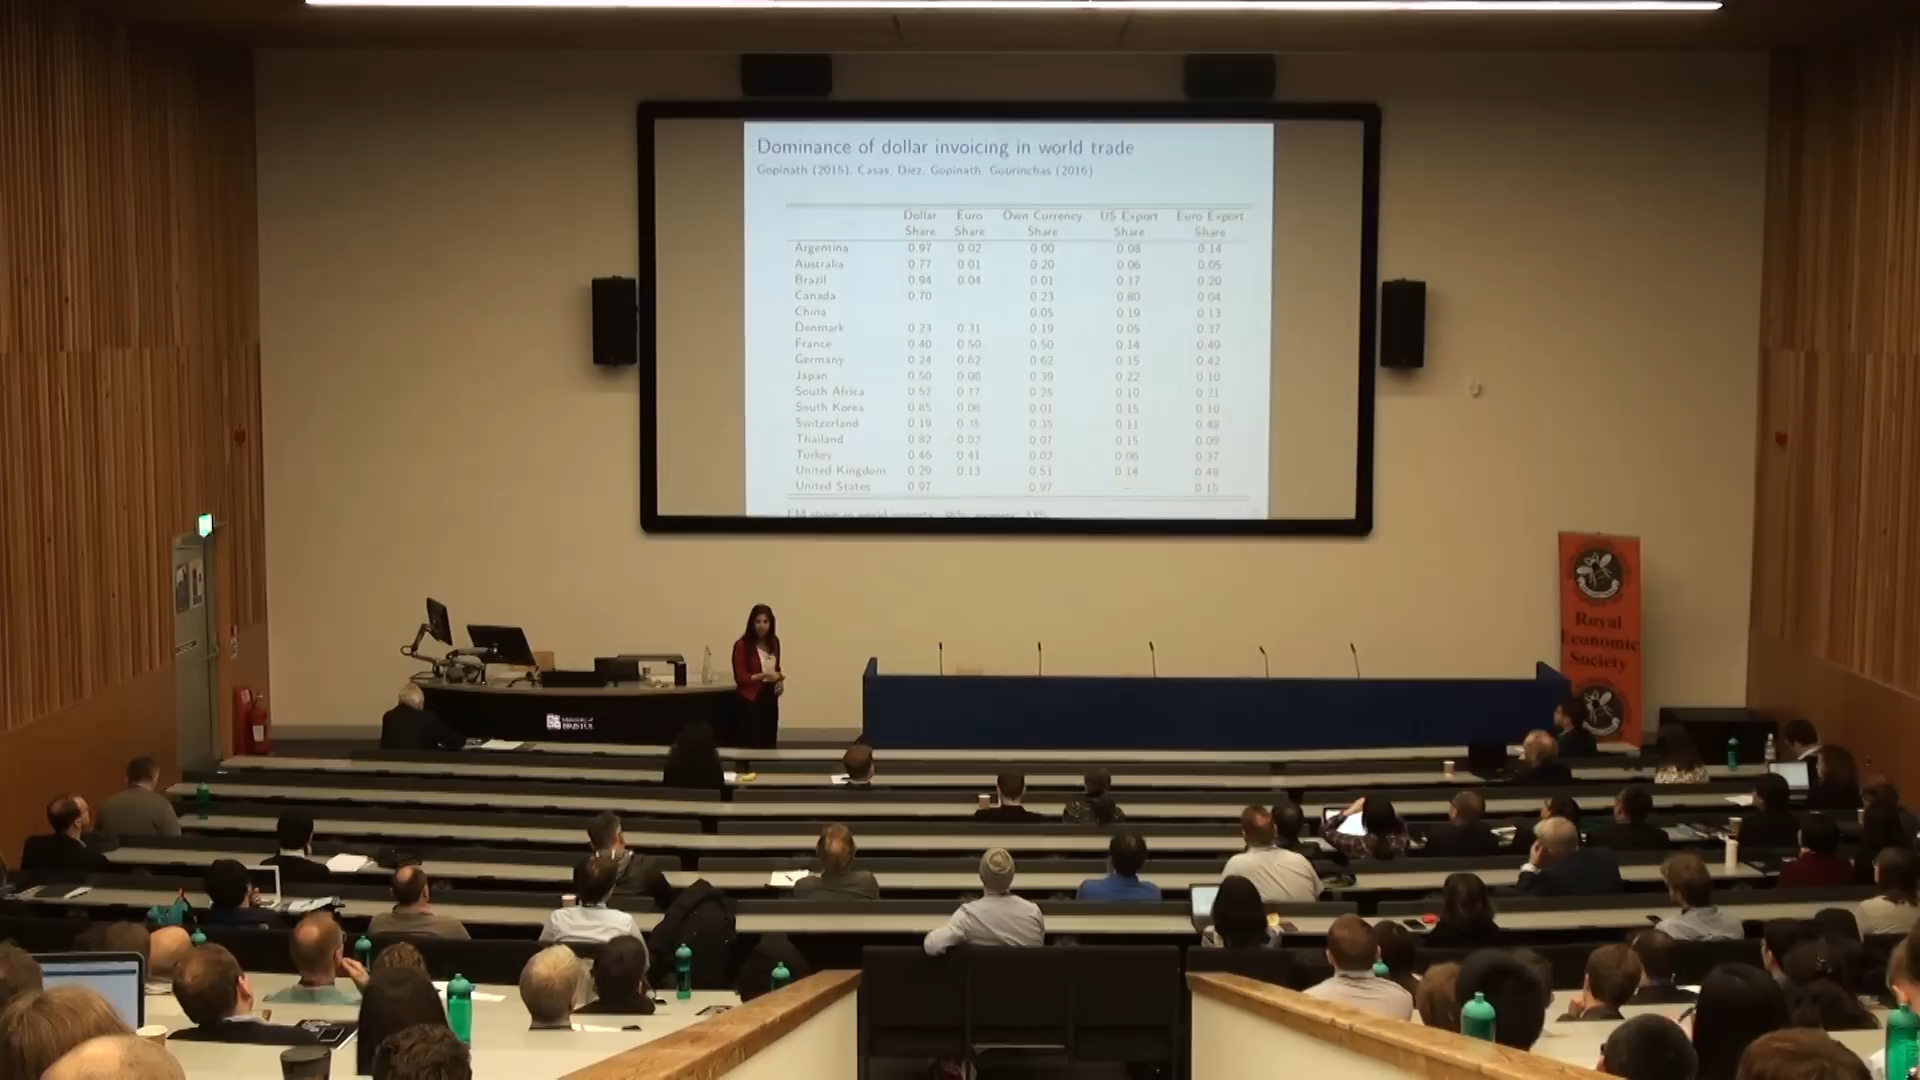 Dominance of dollar invoicing in world trade
Gopinath (2015), Casas, Diez, Gopinath, Gourinchas (2016)
Dollar Share Euro Share Own Currency Share US Export Share Euro Export Share
Argentina 0.97 0.02 0.00 0.08 0.14
Australia 0.77 0.01 0.20 0.06 0.05
Brazil 0.94 0.04 0.01 0.17 0.20
Canada 0.70 0.23 0.80 0.04
China 0.05 0.19 0.13
Denmark 0.23 0.31 0.19 0.05 0.37
France 0.40 0.50 0.50 0.14 0.49
Germany 0.24 0.62 0.62 0.15 0.42
Japan 0.50 0.08 0.39 0.22 0.10
South Africa 0.52 0.17 0.25 0.10 0.21
South Korea 0.85 0.06 0.01 0.15 0.10
Switzerland 0.19 0.35 0.35 0.11 0.48
Thailand 0.82 0.02 0.07 0.15 0.09
Turkey 0.46 0.41 0.02 0.06 0.37
United Kingdom 0.29 0.13 0.51 0.14 0.49
United States 0.97 0.97 – 0.15
Royal
Economic
Society
University of
BRISTOL